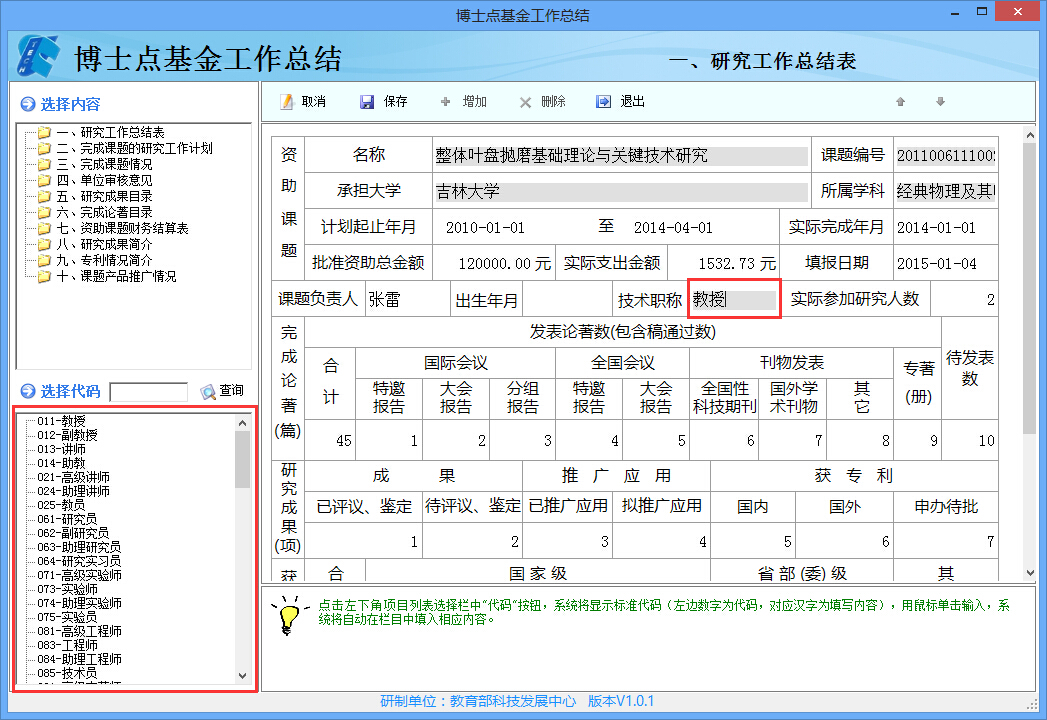 博士点基金工作总结
博士点基金工作总结 一、研究工作总结表
选择内容
取消 保存 增加 删除 退出
一、研究工作总结表
二、完成课题的研究工作计划
三、完成课题情况
四、单位审核意见
五、研究成果目录
六、完成论著目录
七、资助课题财务结算表
八、研究成果简介
九、专利情况简介
十、课题产品推广情况
选择代码 查询
011-教授
012-副教授
013-讲师
014-助教
021-高级讲师
024-助理讲师
025-教员
061-研究员
062-副研究员
063-助理研究员
064-研究实习员
071-高级实验师
073-实验师
074-助理实验师
075-实验员
081-高级工程师
083-工程师
084-助理工程师
085-技术员
资助课题
名称 整体叶盘抛磨基础理论与关键技术研究 课题编号 20110061110
承担大学 吉林大学 所属学科 经典物理及其
计划起止年月 2010-01-01 至 2014-04-01 实际完成年月 2014-01-01
批准资助总金额 120000.00 元 实际支出金额 1532.73 元 填报日期 2015-01-04
课题负责人 张雷 出生年月 技术职称 教授 实际参加研究人数 2
完成论著(篇)
发表论著数(包含稿通过数) 待发表数
合计 国际会议 全国会议 刊物发表 专著(册)
特邀报告 大会报告 分组报告 特邀报告 大会报告 全国性科技期刊 国外学术刊物 其它
45 1 2 3 4 5 6 7 8 9 10
研究成果(项)
成 果 推 广 应 用 获 专 利
已评议、鉴定 待评议、鉴定 已推广应用 拟推广应用 国内 国外 申办待批
1 2 3 4 5 6 7
获 合 国 家 级 省 部 (委) 级 其
点击左下角项目列表选择栏中"代码"按钮，系统将显示标准代码（左边数字为代码，对应汉字为填写内容），用鼠标单击输入，系
统将自动在栏目中填入相应内容。
研制单位：教育部科技发展中心 版本V1.0.1